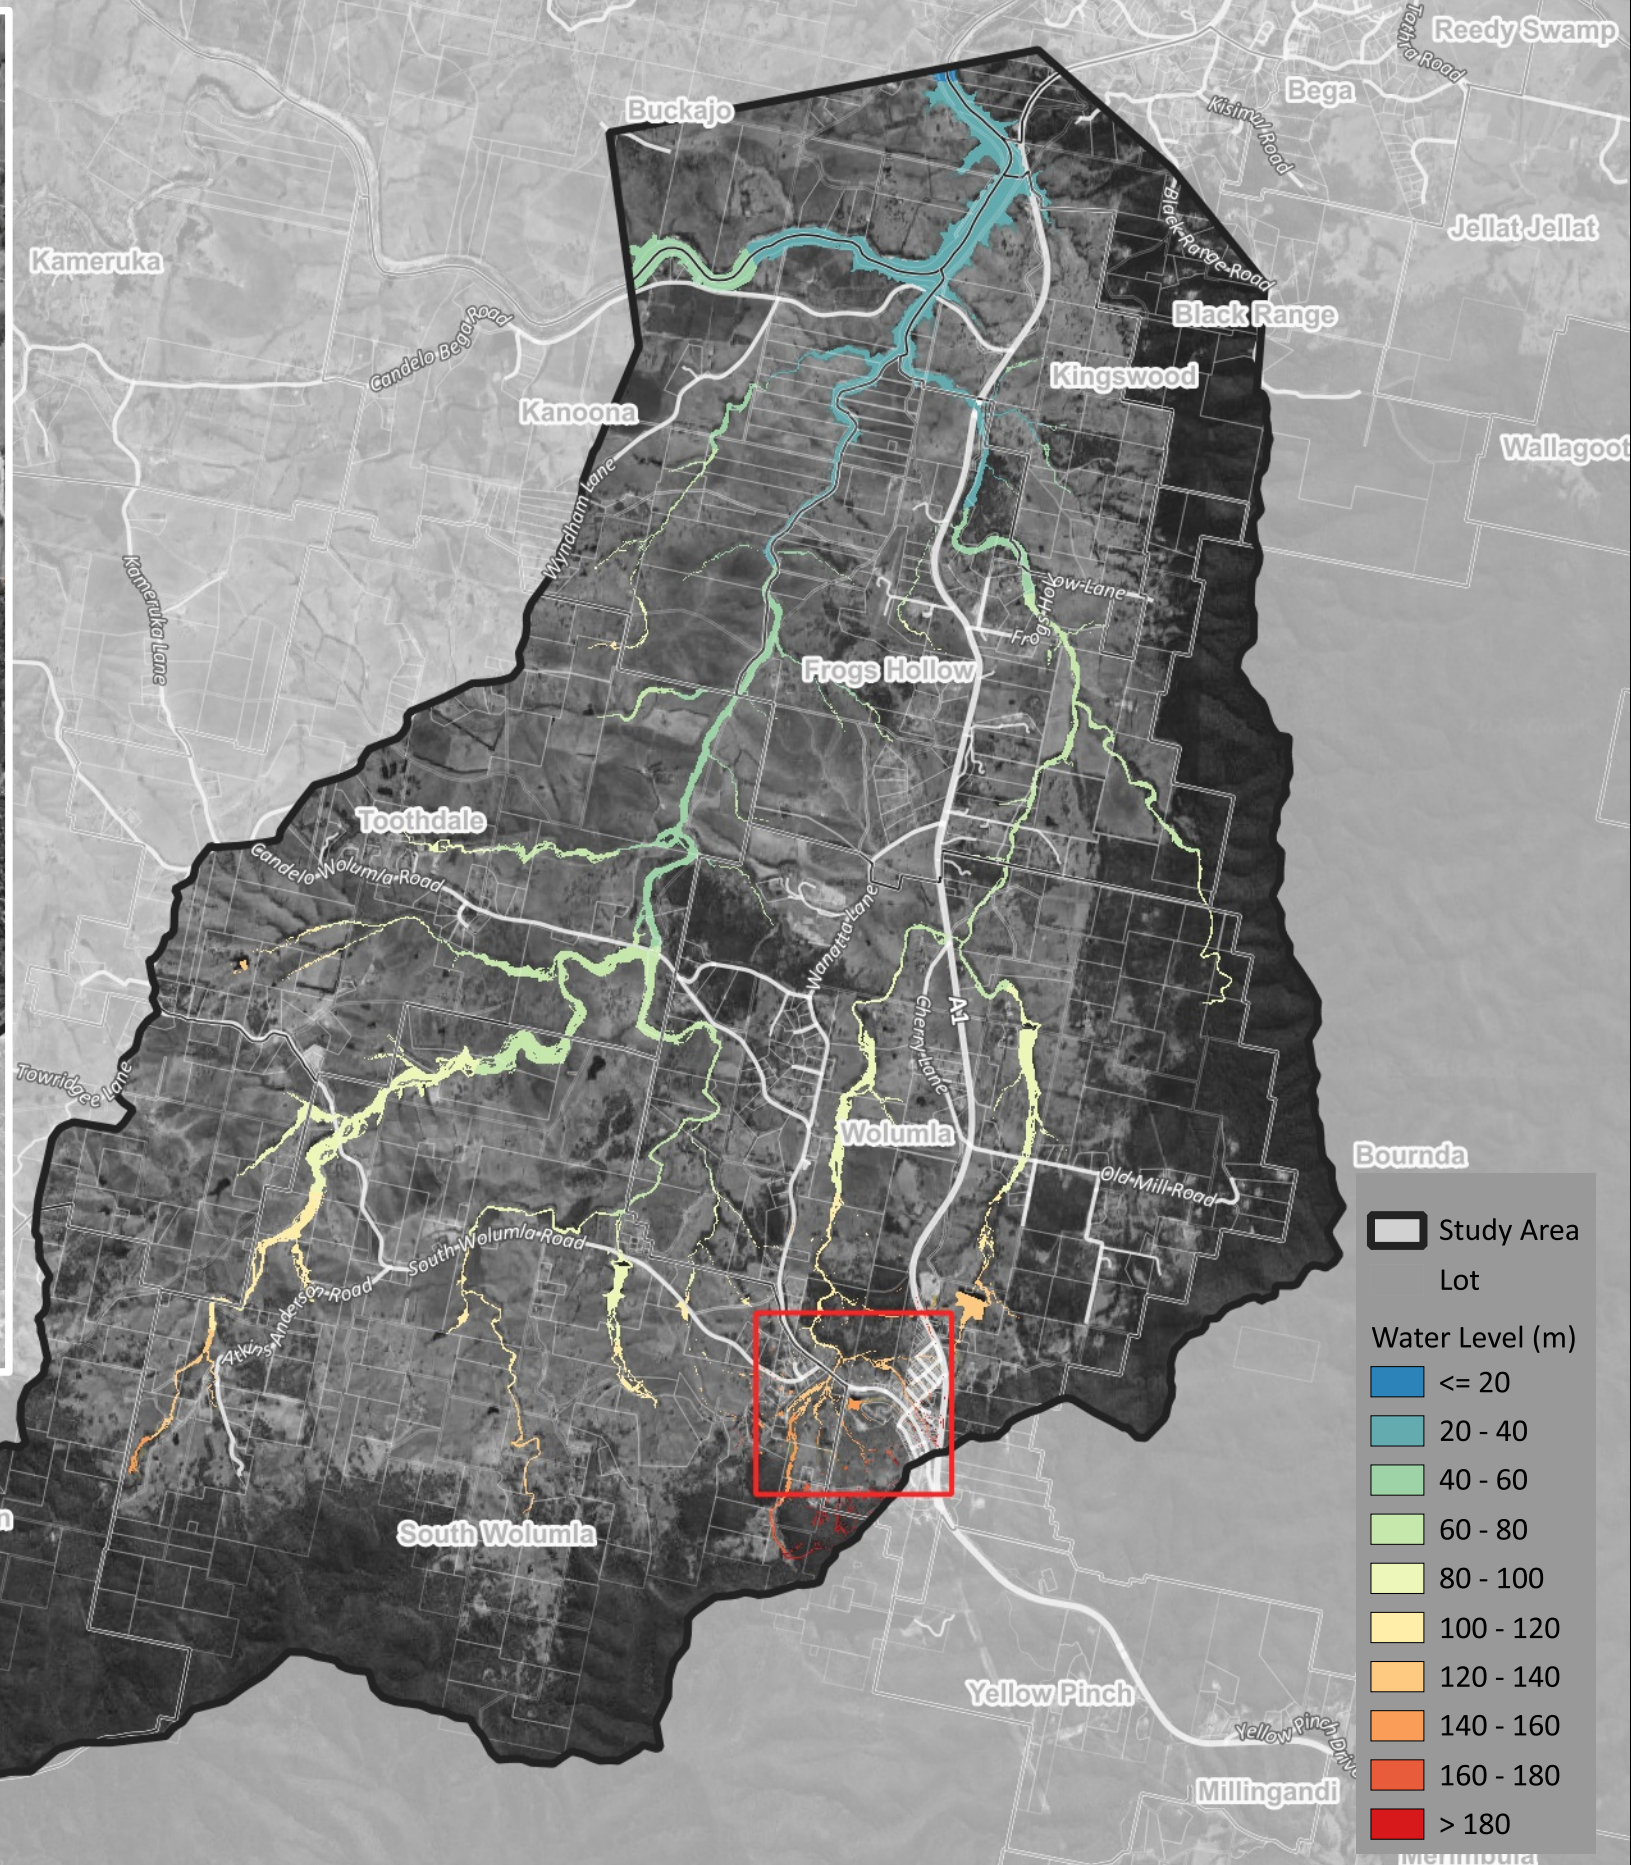 Reedy Swamp
Tathra Road
Bega
Buckajo
Kisimul Road
Black Range Road
Jellat Jellat
Kameruka
Black Range
Candelo Bega Road
Kingswood
Kanoona
Wallagoot
Wyndham Lane
Kameruka Lane
Frogs Hollow Lane
Frogs Hollow
Toothdale
Candelo Wolumla Road
Wanatta Lane
A1
Cherry Lane
Towridgee Lane
Wolumla
Bournda
Old Mill Road
South Wolumla Road
Atkins Anderson Road
South Wolumla
Yellow Pinch
Yellow Pinch Drive
Millingandi
Merimbula
Study Area
Lot
Water Level (m)
<= 20
20 - 40
40 - 60
60 - 80
80 - 100
100 - 120
120 - 140
140 - 160
160 - 180
> 180